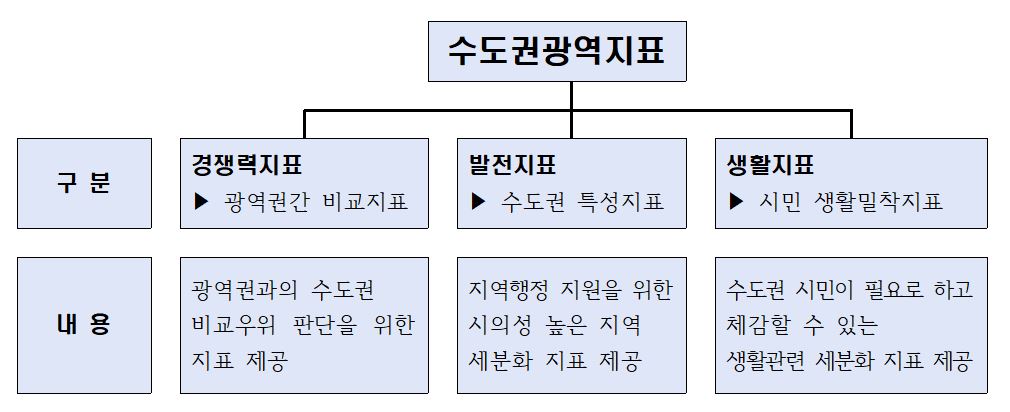 수도권광역지표
구 분
경쟁력지표
▶ 광역권간 비교지표
발전지표
▶ 수도권 특성지표
생활지표
▶ 시민 생활밀착지표
내 용
광역권과의 수도권
비교우위 판단을 위한
지표 제공
지역행정 지원을 위한
시의성 높은 지역
세분화 지표 제공
수도권 시민이 필요로 하고
체감할 수 있는
생활관련 세분화 지표 제공